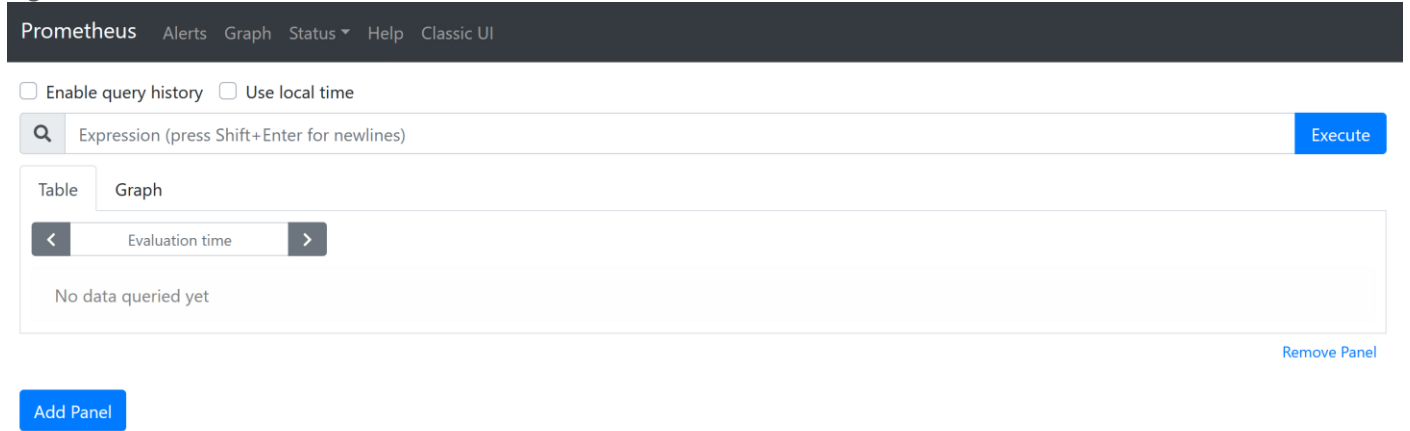 Prometheus Alerts Graph Status Help Classic UI
Enable query history Use local time
Expression (press Shift+Enter for newlines) Execute
Table Graph
Evaluation time
No data queried yet
Remove Panel
Add Panel